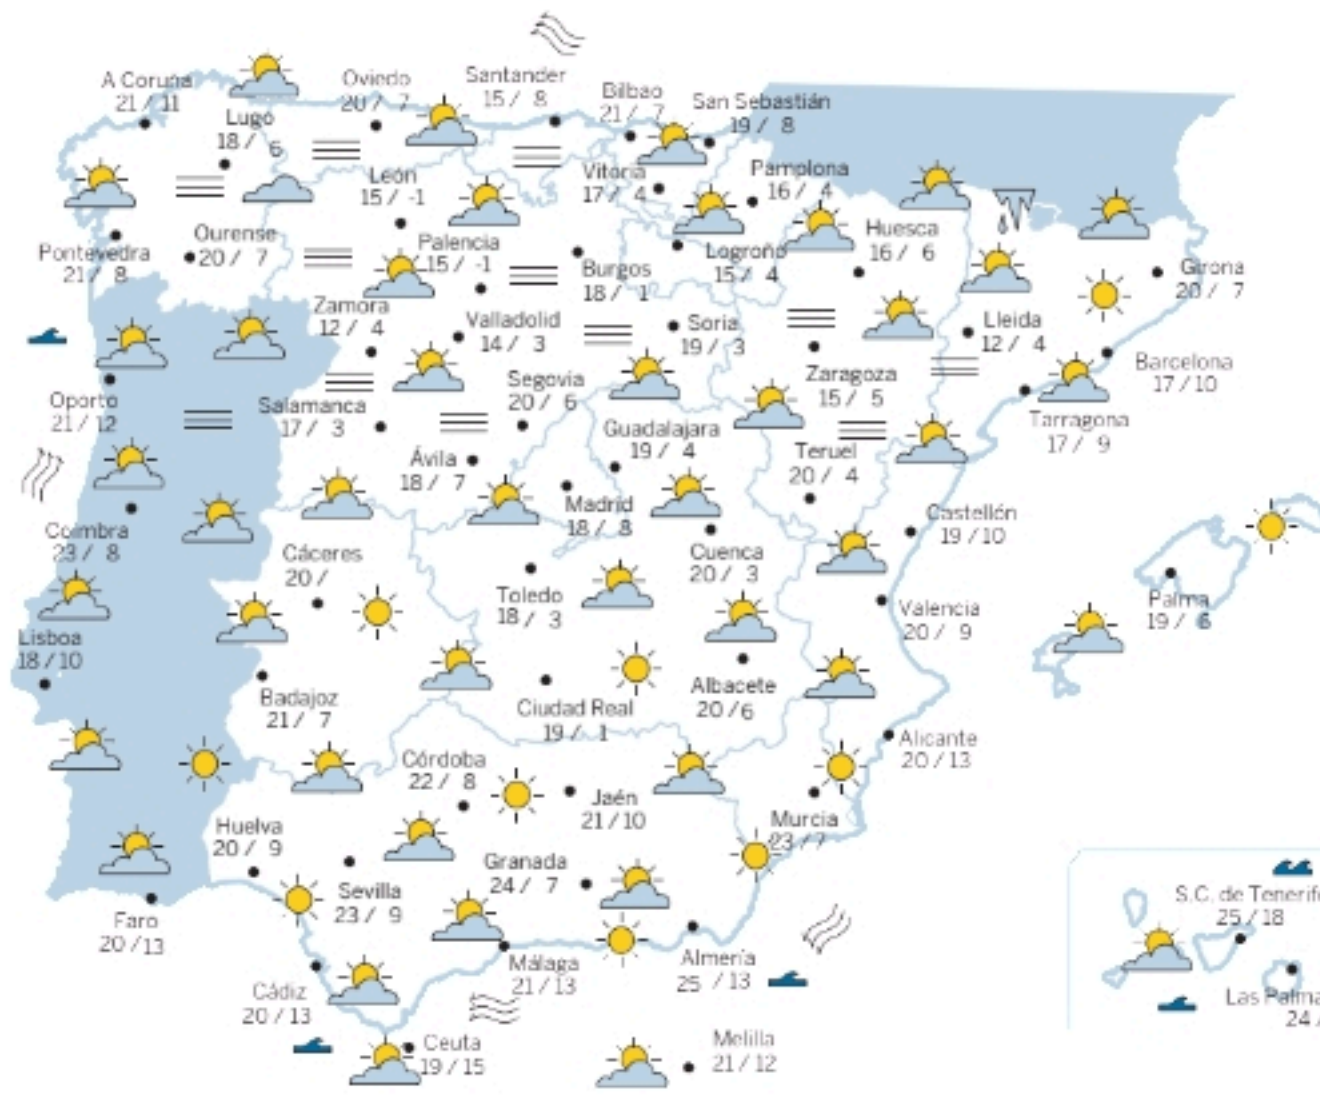 A Coruña
21 / 11
Oviedo
20 / 7
Santander
15 / 8
Bilbao
21 / 7
San Sebastián
19 / 8
Lugo
18 / 6
León
15 / -1
Vitoria
17 / 4
Pamplona
16 / 4
Pontevedra
21 / 8
Ourense
20 / 7
Palencia
15 / -1
Burgos
18 / 1
Logroño
15 / 4
Huesca
16 / 6
Girona
20 / 7
Zamora
12 / 4
Valladolid
14 / 3
Soria
19 / 3
Lleida
12 / 4
Barcelona
17 / 10
Oporto
21 / 12
Salamanca
17 / 3
Segovia
20 / 6
Zaragoza
15 / 5
Tarragona
17 / 9
Guadalajara
19 / 4
Ávila
18 / 7
Teruel
20 / 4
Madrid
18 / 8
Coimbra
23 / 8
Cáceres
20 /
Cuenca
20 / 3
Castellón
19 / 10
Toledo
18 / 3
Valencia
20 / 9
Palma
19 / 6
Lisboa
18 / 10
Badajoz
21 / 7
Ciudad Real
19 / 1
Albacete
20 / 6
Alicante
20 / 13
Córdoba
22 / 8
Jaén
21 / 10
Murcia
23 / 7
Huelva
20 / 9
Sevilla
23 / 9
Granada
24 / 7
Faro
20 / 13
Málaga
21 / 13
Almería
25 / 13
Cádiz
20 / 13
Ceuta
19 / 15
Melilla
21 / 12
S.C. de Tenerife
25 / 18
Las Palma
24 /